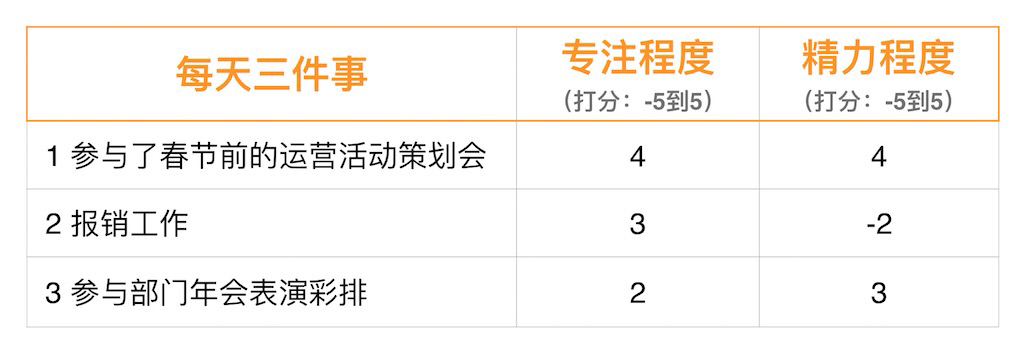 每天三件事 专注程度 精力程度
（打分：-5到5） （打分：-5到5）
1 参与了春节前的运营活动策划会 4 4
2 报销工作 3 -2
3 参与部门年会表演彩排 2 3